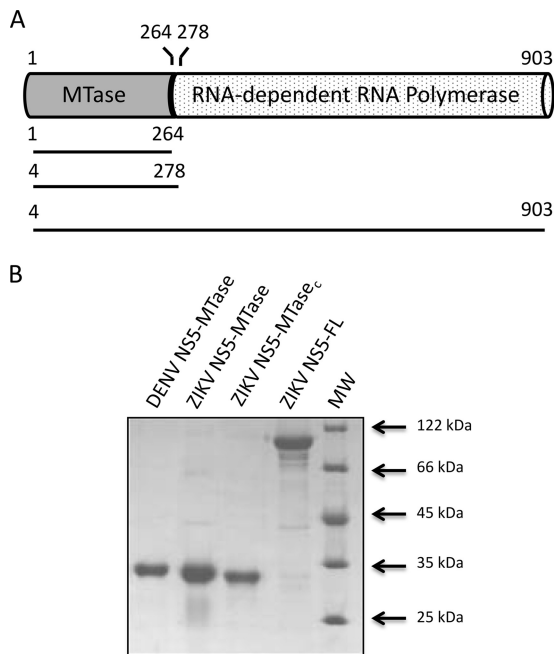 A
264 278
1 903
MTase RNA-dependent RNA Polymerase
1 264
4 278
4 903
B
DENV NS5-MTase
ZIKV NS5-MTase
ZIKV NS5-MTasec
ZIKV NS5-FL
MW
122 kDa
66 kDa
45 kDa
35 kDa
25 kDa